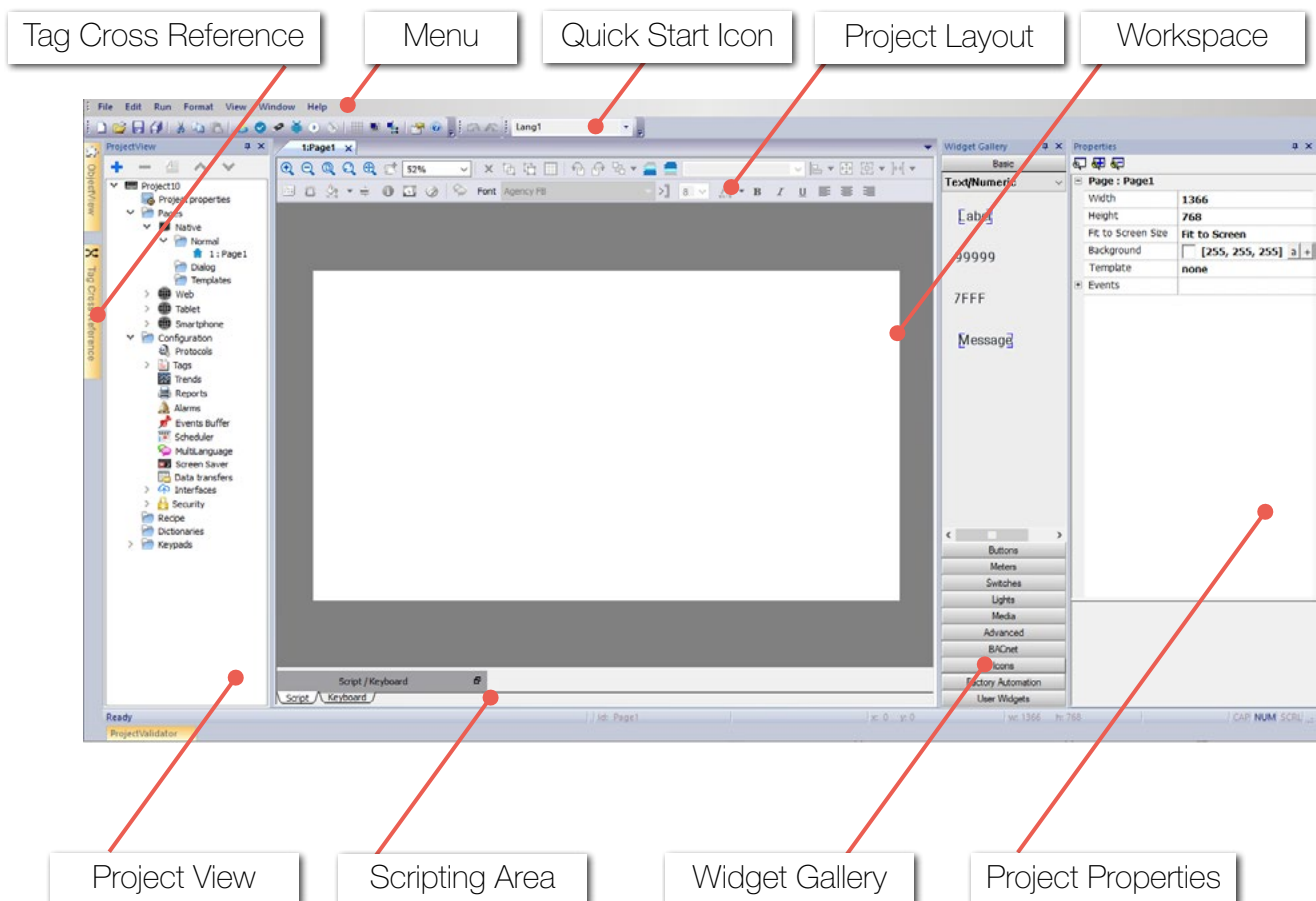 Tag Cross Reference
Menu
Quick Start Icon
Project Layout
Workspace
File Edit Run Format View Window Help
Lang1
ProjectView
1:Page1
Widget Gallery
Properties
ObjectView
Tag Cross Reference
Project10
Project properties
Pages
Native
Normal
1: Page1
Dialog
Templates
Web
Tablet
Smartphone
Configuration
Protocols
Tags
Trends
Reports
Alarms
Events Buffer
Scheduler
MultiLanguage
Screen Saver
Data transfers
Interfaces
Security
Recipe
Dictionaries
Keypads
52%
Font Agency FB 8 B I U
Basic
Text/Numeric
Label
99999
7FFF
Message
Buttons
Meters
Switches
Lights
Media
Advanced
BACnet
Icons
Factory Automation
User Widgets
Page : Page1
Width 1366
Height 768
Fit to Screen Size Fit to Screen
Background [255, 255, 255] a +
Template none
Events
Script / Keyboard
Script Keyboard
Ready Id: Page1 x: 0 y: 0 w: 1366 h: 768 CAP NUM SCRL
ProjectValidator
Project View
Scripting Area
Widget Gallery
Project Properties